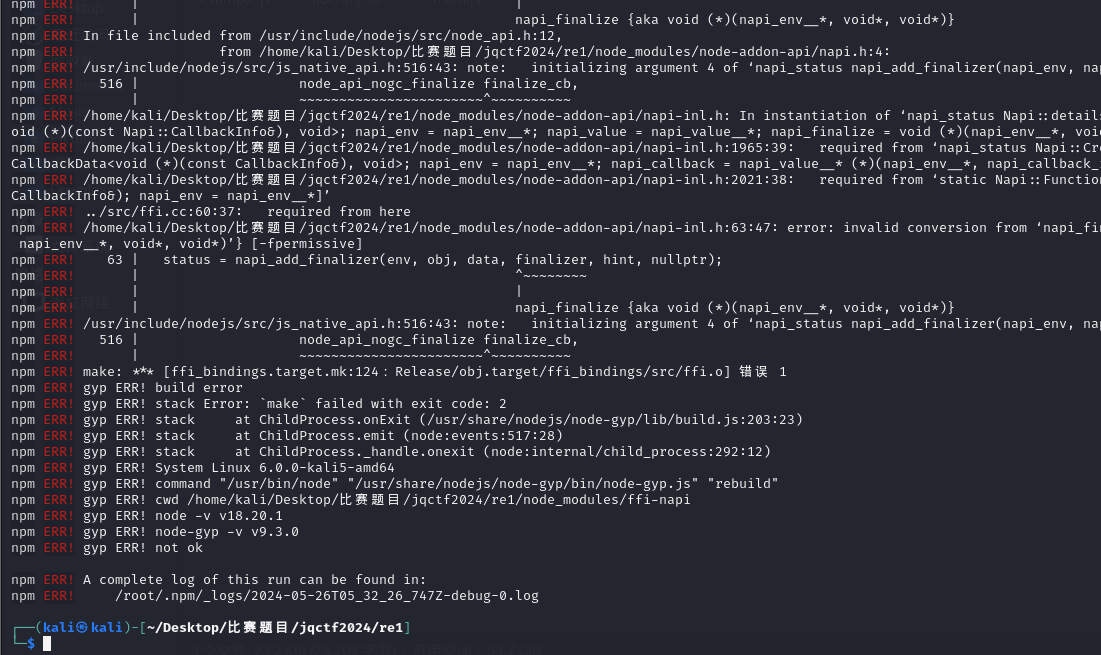 npm ERR!       |                                               |
npm ERR!       |                                               napi_finalize {aka void (*)(napi_env__*, void*, void*)}
npm ERR! In file included from /usr/include/nodejs/src/node_api.h:12,
npm ERR!                  from /home/kali/Desktop/比赛题目/jqctf2024/re1/node_modules/node-addon-api/napi.h:4:
npm ERR! /usr/include/nodejs/src/js_native_api.h:516:43: note:   initializing argument 4 of ‘napi_status napi_add_finalizer(napi_env, na
npm ERR!   516 |                    node_api_nogc_finalize finalize_cb,
npm ERR!       |                    ~~~~~~~~~~~~~~~~~~~~~~~^~~~~~~~~~~
npm ERR! /home/kali/Desktop/比赛题目/jqctf2024/re1/node_modules/node-addon-api/napi-inl.h: In instantiation of ‘napi_status Napi::detail
oid (*)(const Napi::CallbackInfo&), void>; napi_env = napi_env__*; napi_value = napi_value__*; napi_finalize = void (*)(napi_env__*, voi
npm ERR! /home/kali/Desktop/比赛题目/jqctf2024/re1/node_modules/node-addon-api/napi-inl.h:1965:39:   required from ‘napi_status Napi::Cr
CallbackData<void (*)(const CallbackInfo&), void>; napi_env = napi_env__*; napi_callback = napi_value__* (*)(napi_env__*, napi_callback_
npm ERR! /home/kali/Desktop/比赛题目/jqctf2024/re1/node_modules/node-addon-api/napi-inl.h:2021:38:   required from ‘static Napi::Functio
CallbackInfo&); napi_env = napi_env__*]’
npm ERR! ../src/ffi.cc:60:37:   required from here
npm ERR! /home/kali/Desktop/比赛题目/jqctf2024/re1/node_modules/node-addon-api/napi-inl.h:63:47: error: invalid conversion from ‘napi_fi
 napi_env__*, void*, void*)’} [-fpermissive]
npm ERR!    63 |   status = napi_add_finalizer(env, obj, data, finalizer, hint, nullptr);
npm ERR!       |                                               ^~~~~~~~~
npm ERR!       |                                               |
npm ERR!       |                                               napi_finalize {aka void (*)(napi_env__*, void*, void*)}
npm ERR! /usr/include/nodejs/src/js_native_api.h:516:43: note:   initializing argument 4 of ‘napi_status napi_add_finalizer(napi_env, na
npm ERR!   516 |                    node_api_nogc_finalize finalize_cb,
npm ERR!       |                    ~~~~~~~~~~~~~~~~~~~~~~~^~~~~~~~~~~
npm ERR! make: *** [ffi_bindings.target.mk:124：Release/obj.target/ffi_bindings/src/ffi.o] 错误 1
npm ERR! gyp ERR! build error
npm ERR! gyp ERR! stack Error: `make` failed with exit code: 2
npm ERR! gyp ERR! stack     at ChildProcess.onExit (/usr/share/nodejs/node-gyp/lib/build.js:203:23)
npm ERR! gyp ERR! stack     at ChildProcess.emit (node:events:517:28)
npm ERR! gyp ERR! stack     at ChildProcess._handle.onexit (node:internal/child_process:292:12)
npm ERR! gyp ERR! System Linux 6.0.0-kali5-amd64
npm ERR! gyp ERR! command "/usr/bin/node" "/usr/share/nodejs/node-gyp/bin/node-gyp.js" "rebuild"
npm ERR! gyp ERR! cwd /home/kali/Desktop/比赛题目/jqctf2024/re1/node_modules/ffi-napi
npm ERR! gyp ERR! node -v v18.20.1
npm ERR! gyp ERR! node-gyp -v v9.3.0
npm ERR! gyp ERR! not ok

npm ERR! A complete log of this run can be found in:
npm ERR!     /root/.npm/_logs/2024-05-26T05_32_26_747Z-debug-0.log

┌──(kali㉿kali)-[~/Desktop/比赛题目/jqctf2024/re1]
└─$